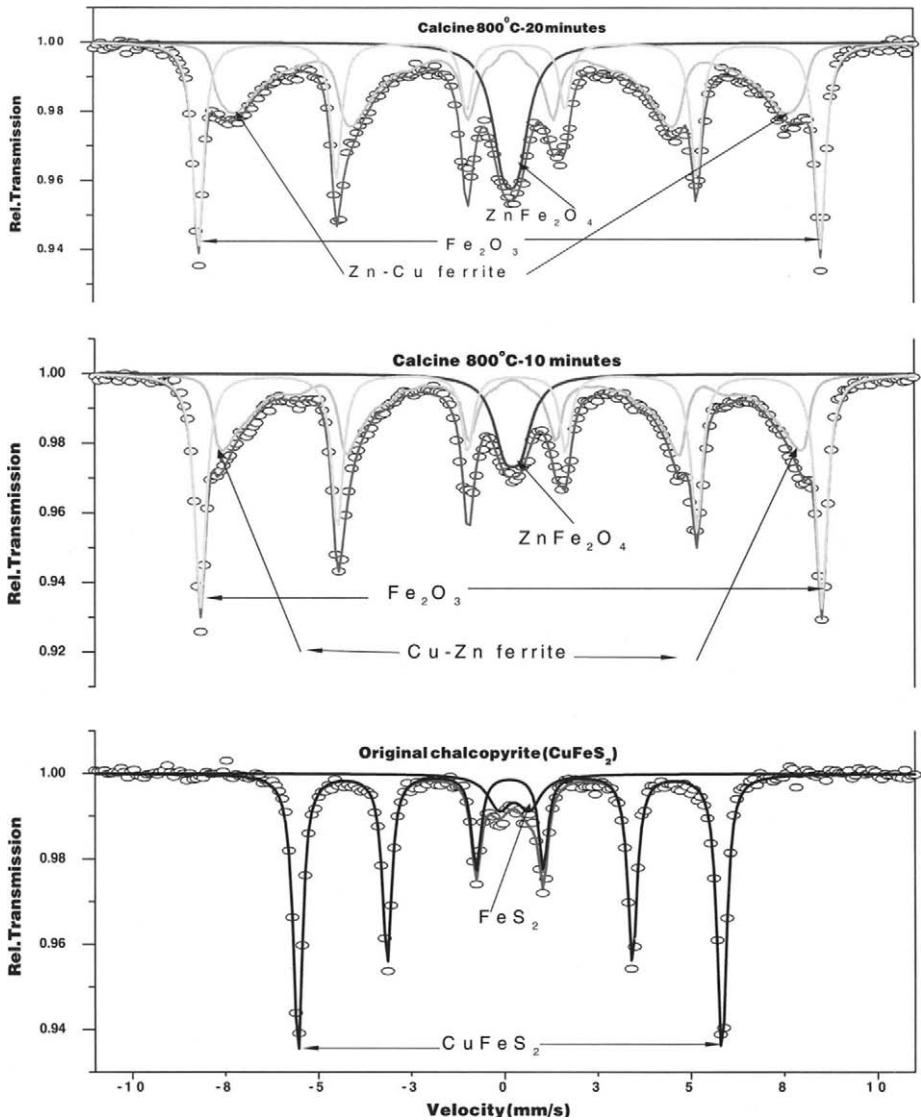 Calcine 800°C-20 minutes
1.00
0.98
0.96
0.94
Rel.Transmission
ZnFe₂O₄
Fe₂O₃
Zn-Cu ferrite
Calcine 800°C-10 minutes
1.00
0.98
0.96
0.94
0.92
Rel.Transmission
ZnFe₂O₄
Fe₂O₃
Cu-Zn ferrite
Original chalcopyrite(CuFeS₂)
1.00
0.98
0.96
0.94
Rel.Transmission
FeS₂
CuFeS₂
-10 -8 -5 -3 0 3 5 8 10
Velocity(mm/s)